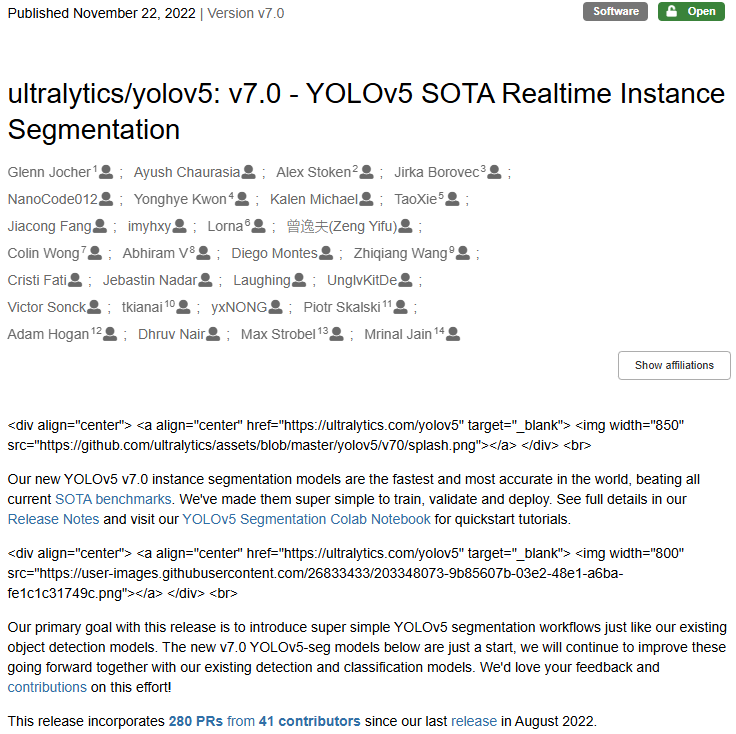 Published November 22, 2022 | Version v7.0
Software
Open
ultralytics/yolov5: v7.0 - YOLOv5 SOTA Realtime Instance
Segmentation
Glenn Jocher1 ; Ayush Chaurasia ; Alex Stoken2 ; Jirka Borovec3 ;
NanoCode012 ; Yonghye Kwon4 ; Kalen Michael ; TaoXie5 ;
Jiacong Fang ; imyhxy ; Lorna6 ; 曾逸夫(Zeng Yifu) ;
Colin Wong7 ; Abhiram V8 ; Diego Montes ; Zhiqiang Wang9 ;
Cristi Fati ; Jebastin Nadar ; Laughing ; UnglvKitDe ;
Victor Sonck ; tkianai10 ; yxNONG ; Piotr Skalski11 ;
Adam Hogan12 ; Dhruv Nair ; Max Strobel13 ; Mrinal Jain14
Show affiliations
<div align="center"> <a align="center" href="https://ultralytics.com/yolov5" target="_blank"> <img width="850"
src="https://github.com/ultralytics/assets/blob/master/yolov5/v70/splash.png"></a> </div> <br>
Our new YOLOv5 v7.0 instance segmentation models are the fastest and most accurate in the world, beating all
current SOTA benchmarks. We've made them super simple to train, validate and deploy. See full details in our
Release Notes and visit our YOLOv5 Segmentation Colab Notebook for quickstart tutorials.
<div align="center"> <a align="center" href="https://ultralytics.com/yolov5" target="_blank"> <img width="800"
src="https://user-images.githubusercontent.com/26833433/203348073-9b85607b-03e2-48e1-a6ba-
fe1c1c31749c.png"></a> </div> <br>
Our primary goal with this release is to introduce super simple YOLOv5 segmentation workflows just like our existing
object detection models. The new v7.0 YOLOv5-seg models below are just a start, we will continue to improve these
going forward together with our existing detection and classification models. We'd love your feedback and
contributions on this effort!
This release incorporates 280 PRs from 41 contributors since our last release in August 2022.